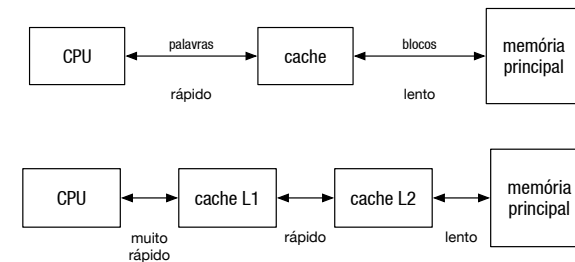 CPU
palavras
cache
blocos
memória
principal
rápido
lento
CPU
cache L1
cache L2
memória
principal
muito
rápido
rápido
lento